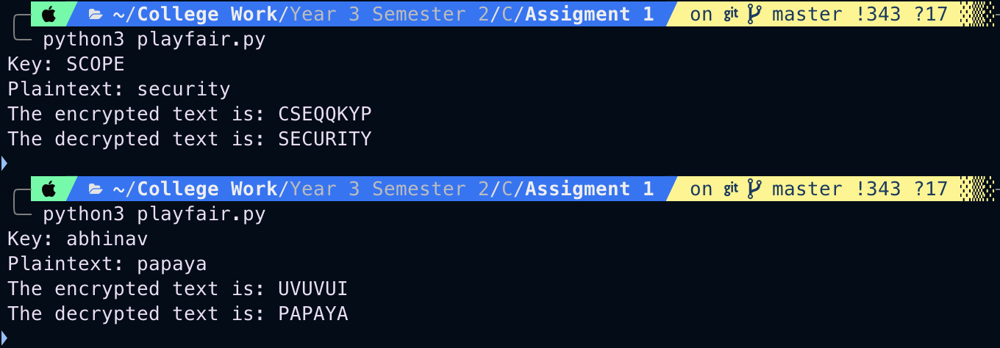 ~/College Work/Year 3 Semester 2/C/Assigment 1 on git master !343 ?17
python3 playfair.py
Key: SCOPE
Plaintext: security
The encrypted text is: CSEQQKYP
The decrypted text is: SECURITY
~/College Work/Year 3 Semester 2/C/Assigment 1 on git master !343 ?17
python3 playfair.py
Key: abhinav
Plaintext: papaya
The encrypted text is: UVUVUI
The decrypted text is: PAPAYA